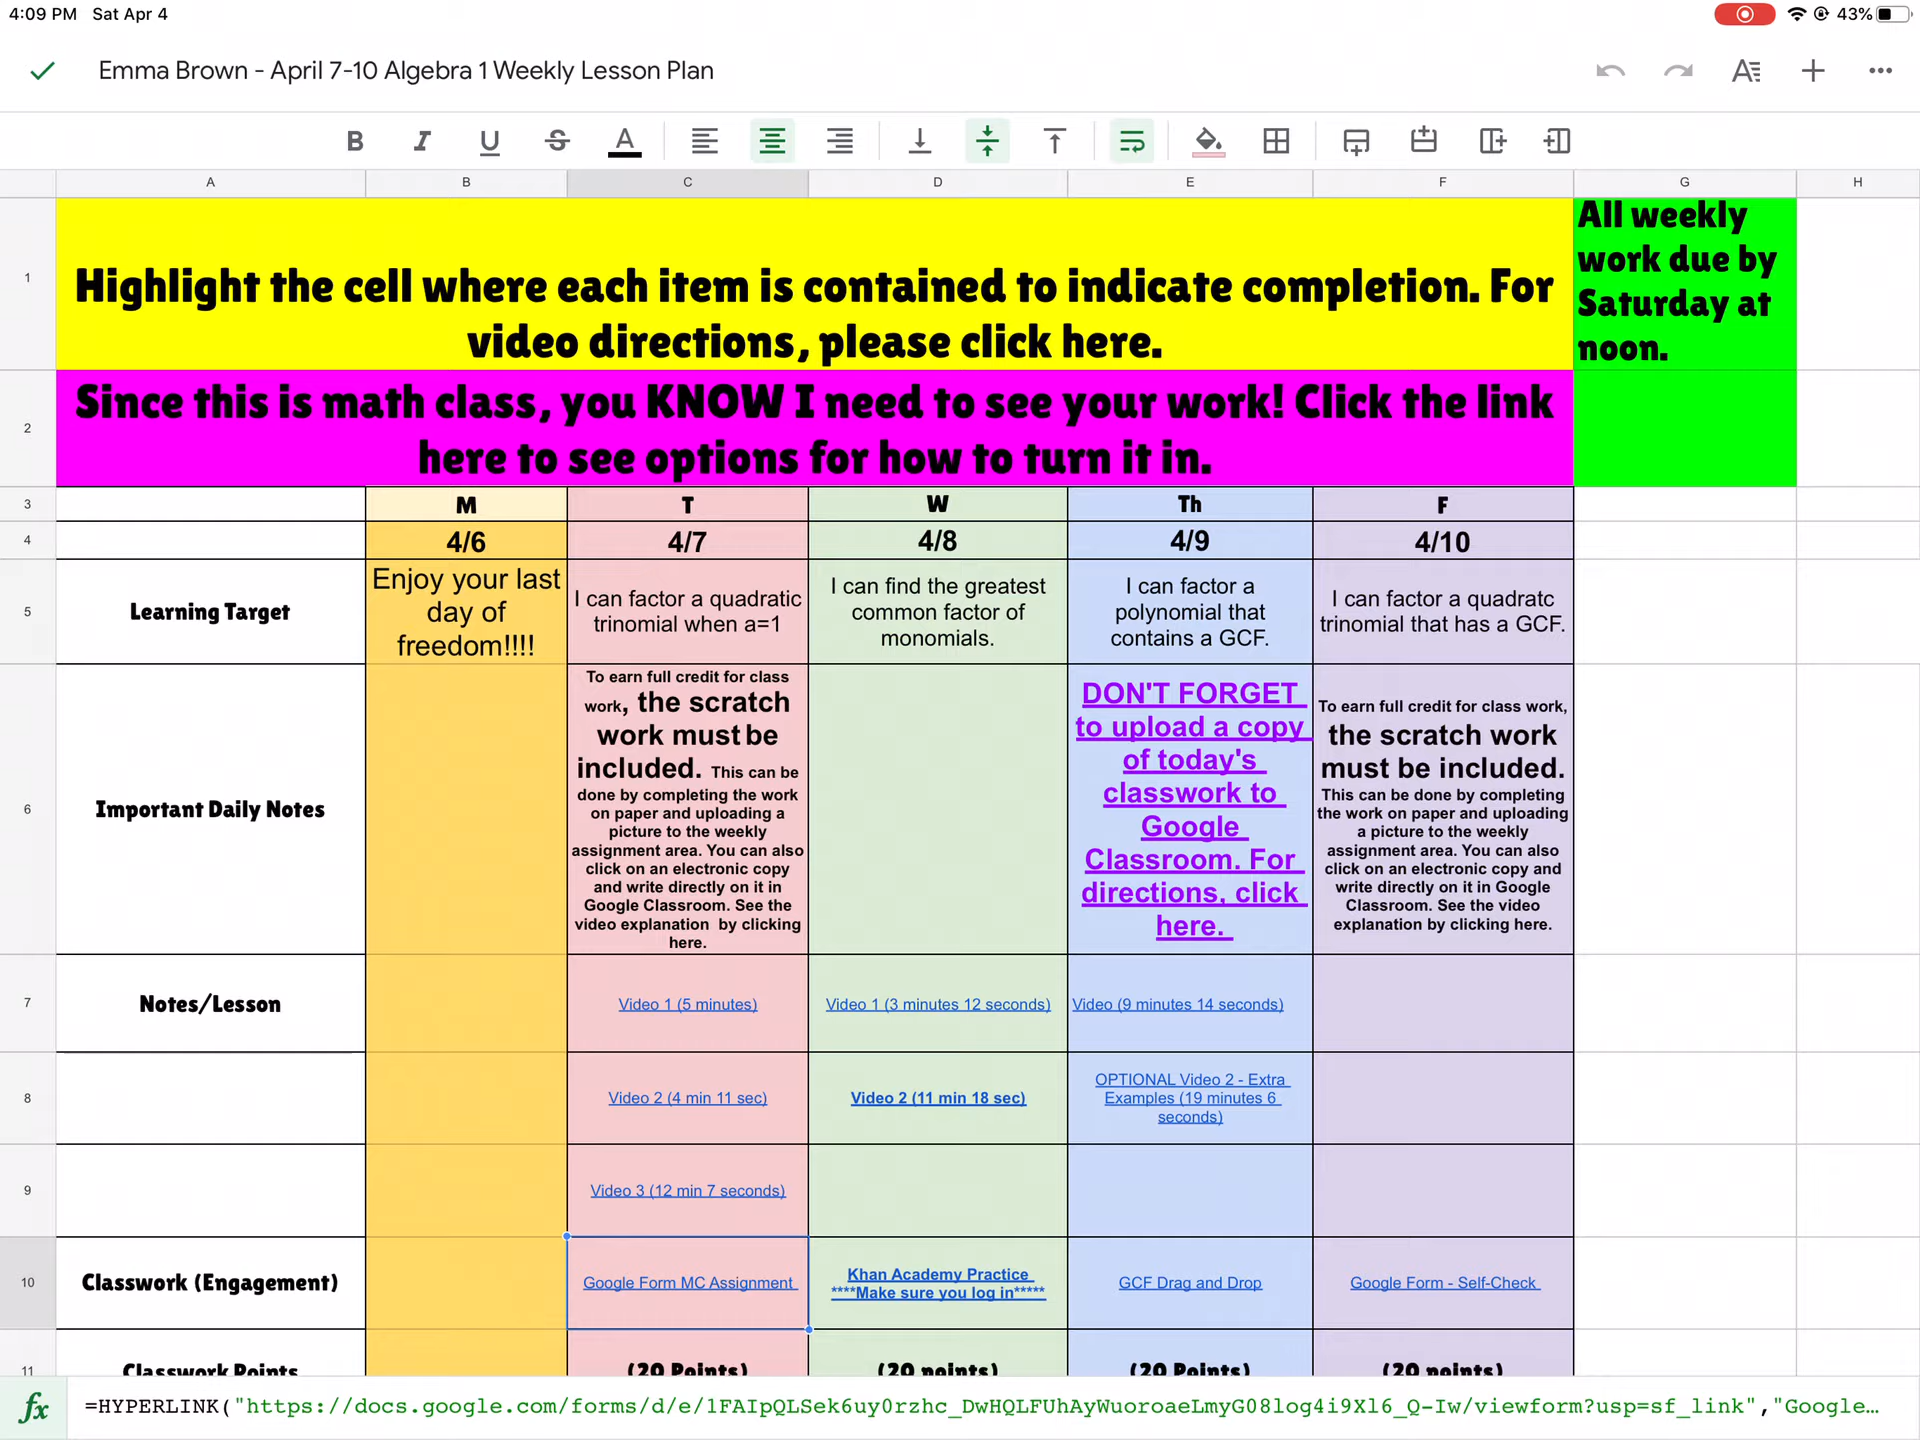 4:09 PM Sat Apr 4
43%
Emma Brown - April 7-10 Algebra 1 Weekly Lesson Plan
B I U S A
A B C D E F G H
1
Highlight the cell where each item is contained to indicate completion. For
video directions, please click here.
All weekly
work due by
Saturday at
noon.
2
Since this is math class, you KNOW I need to see your work! Click the link
here to see options for how to turn it in.
3
M
T
W
Th
F
4
4/6
4/7
4/8
4/9
4/10
5
Learning Target
Enjoy your last
day of
freedom!!!!
I can factor a quadratic
trinomial when a=1
I can find the greatest
common factor of
monomials.
I can factor a
polynomial that
contains a GCF.
I can factor a quadratc
trinomial that has a GCF.
6
Important Daily Notes
To earn full credit for class
work, the scratch
work must be
included. This can be
done by completing the work
on paper and uploading a
picture to the weekly
assignment area. You can also
click on an electronic copy
and write directly on it in
Google Classroom. See the
video explanation by clicking
here.
DON'T FORGET
to upload a copy
of today's
classwork to
Google
Classroom. For
directions, click
here.
To earn full credit for class work,
the scratch work
must be included.
This can be done by completing
the work on paper and uploading
a picture to the weekly
assignment area. You can also
click on an electronic copy and
write directly on it in Google
Classroom. See the video
explanation by clicking here.
7
Notes/Lesson
Video 1 (5 minutes)
Video 1 (3 minutes 12 seconds)
Video (9 minutes 14 seconds)
8
Video 2 (4 min 11 sec)
Video 2 (11 min 18 sec)
OPTIONAL Video 2 - Extra
Examples (19 minutes 6
seconds)
9
Video 3 (12 min 7 seconds)
10
Classwork (Engagement)
Google Form MC Assignment
Khan Academy Practice
****Make sure you log in*****
GCF Drag and Drop
Google Form - Self-Check
11
Classwork Points
(20 Points)
(20 points)
(20 Points)
(20 points)
fx
=HYPERLINK("https://docs.google.com/forms/d/e/1FAIpQLSek6uy0rzhc_DwHQLFUhAyWuoroaeLmyG08log4i9Xl6_Q-Iw/viewform?usp=sf_link","Google…